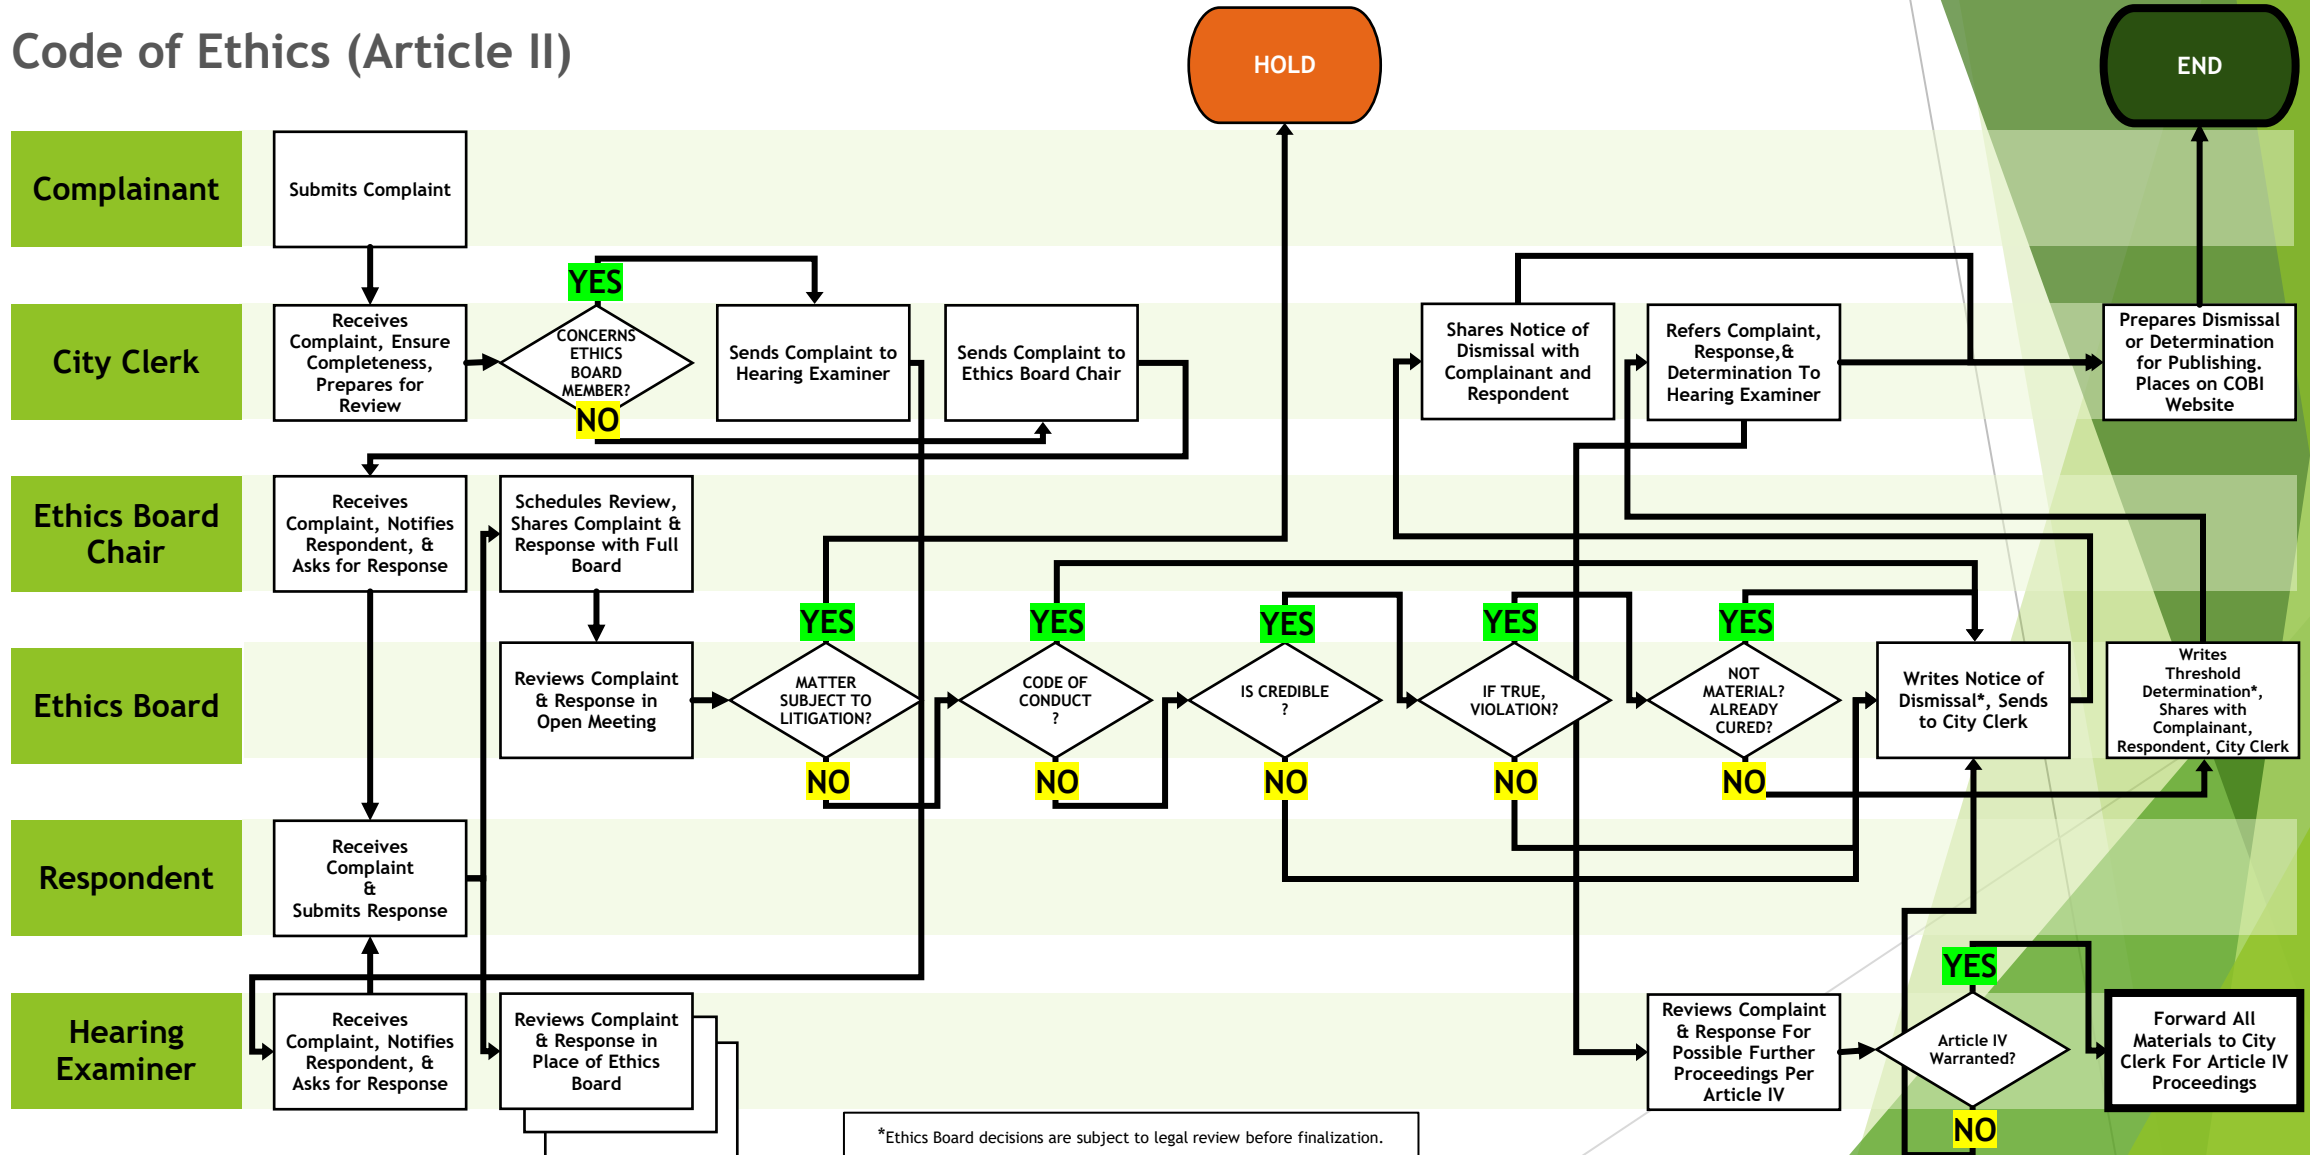 Code of Ethics (Article II)
HOLD
END
Complainant
Submits Complaint
City Clerk
Receives
Complaint, Ensure
Completeness,
Prepares for
Review
YES
CONCERNS
ETHICS
BOARD
MEMBER?
NO
Sends Complaint to
Hearing Examiner
Sends Complaint to
Ethics Board Chair
Shares Notice of
Dismissal with
Complainant and
Respondent
Refers Complaint,
Response,&
Determination To
Hearing Examiner
Prepares Dismissal
or Determination
for Publishing.
Places on COBI
Website
Ethics Board
Chair
Receives
Complaint, Notifies
Respondent, &
Asks for Response
Schedules Review,
Shares Complaint &
Response with Full
Board
Ethics Board
Reviews Complaint
& Response in
Open Meeting
YES
MATTER
SUBJECT TO
LITIGATION?
NO
YES
CODE OF
CONDUCT
?
NO
YES
IS CREDIBLE
?
NO
YES
IF TRUE,
VIOLATION?
NO
YES
NOT
MATERIAL?
ALREADY
CURED?
NO
Writes Notice of
Dismissal*, Sends
to City Clerk
Writes
Threshold
Determination*,
Shares with
Complainant,
Respondent, City Clerk
Respondent
Receives
Complaint
&
Submits Response
Hearing
Examiner
Receives
Complaint, Notifies
Respondent, &
Asks for Response
Reviews Complaint
& Response in
Place of Ethics
Board
Reviews Complaint
& Response For
Possible Further
Proceedings Per
Article IV
YES
Article IV
Warranted?
NO
Forward All
Materials to City
Clerk For Article IV
Proceedings
*Ethics Board decisions are subject to legal review before finalization.